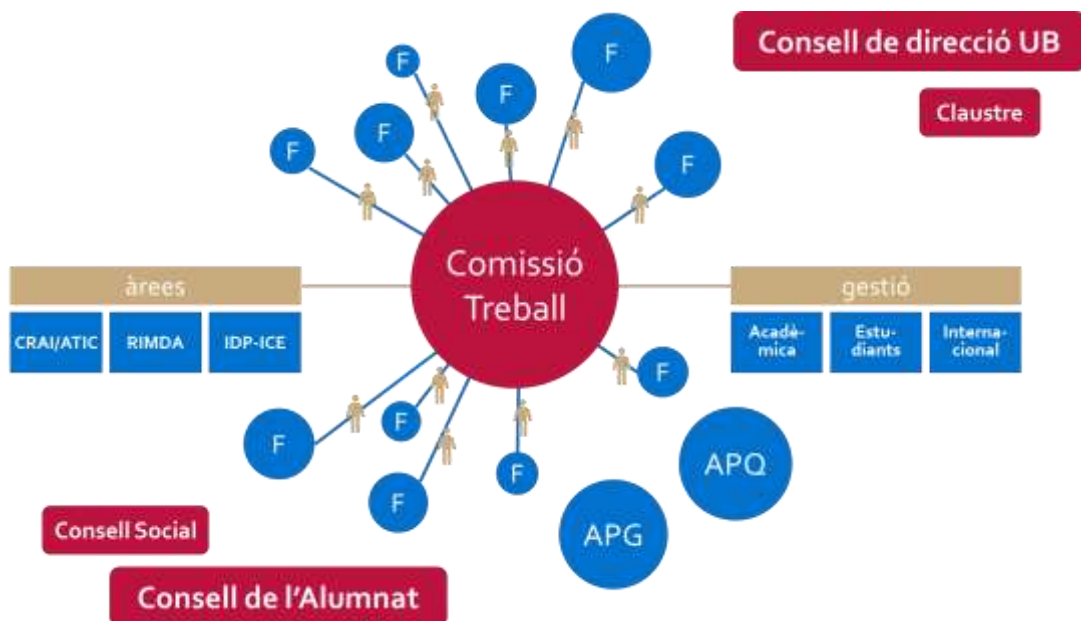 F
F
Consell de direcció UB
F
Claustre
F
F
F
Comissió
Treball
àrees
gestió
CRAI/ATIC
RIMDA
IDP-ICE
Acadè-
mica
Estu-
diants
Interna-
cional
F
F
F
F
F
APQ
APG
Consell Social
Consell de l'Alumnat